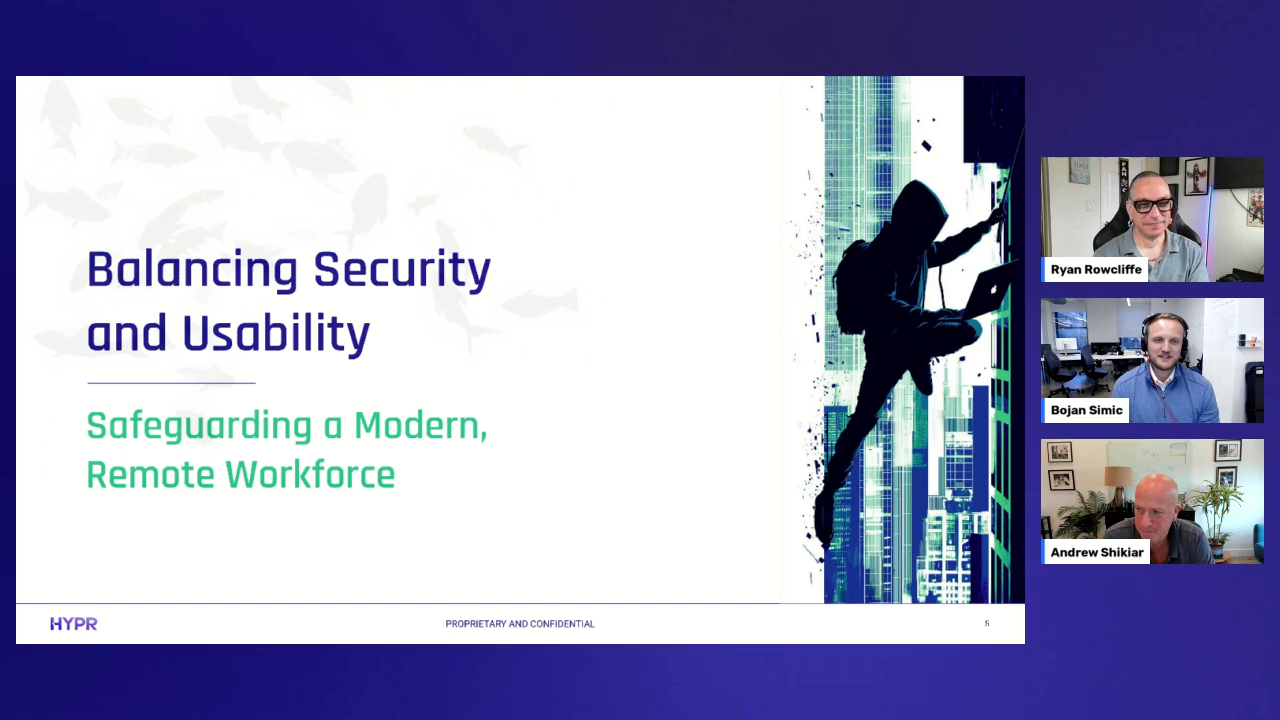 Balancing Security
and Usability
Safeguarding a Modern,
Remote Workforce
HYPR
PROPRIETARY AND CONFIDENTIAL
5
Ryan Rowcliffe
Bojan Simic
Andrew Shikiar